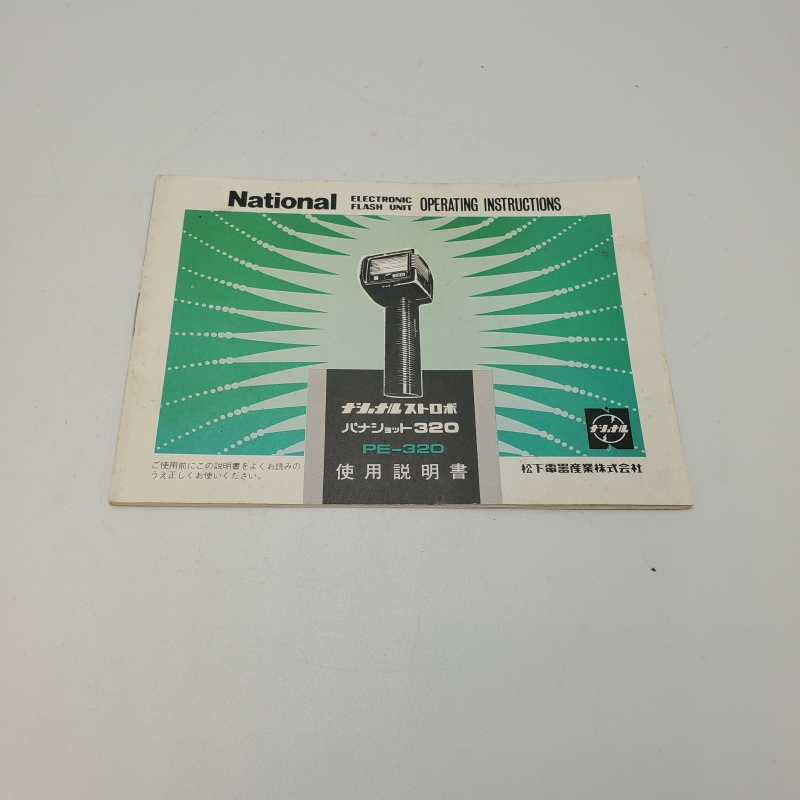 National ELECTRONIC FLASH UNIT OPERATING INSTRUCTIONS
ナショナルストロボ
パナショット320
PE-320
使用説明書
ナショナル
ご使用前にこの説明書をよくお読みの
うえ正しくお使いください。
松下電器産業株式会社